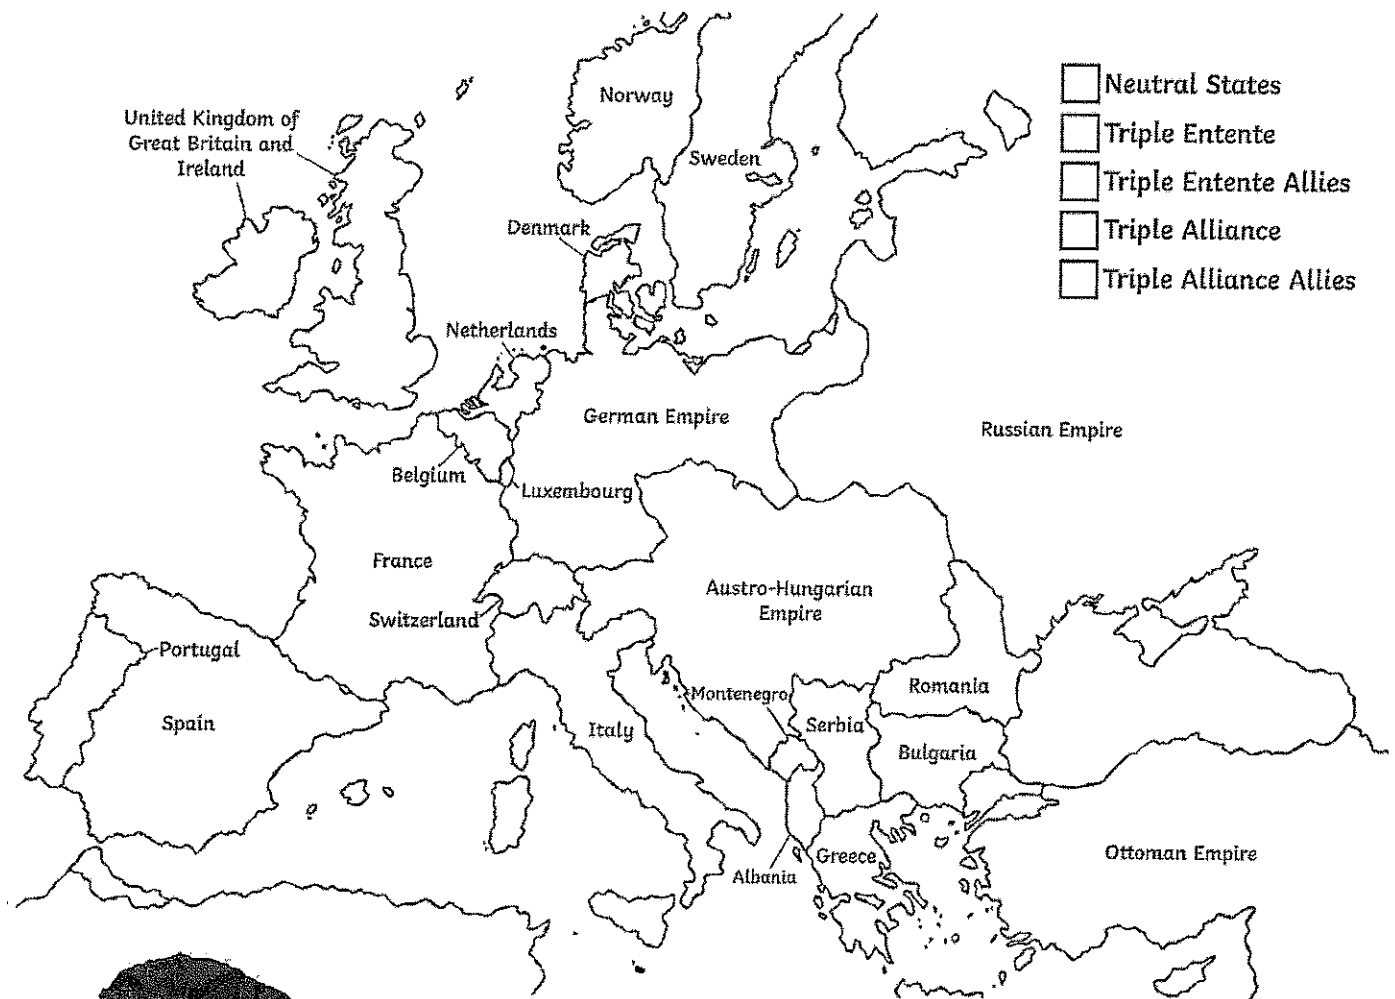 Norway
Neutral States
United Kingdom of
Great Britain and
Ireland
Triple Entente
Sweden
Triple Entente Allies
Denmark
Triple Alliance
Triple Alliance Allies
Netherlands
German Empire
Russian Empire
Belgium
Luxembourg
France
Austro-Hungarian
Empire
Switzerland
Portugal
Romania
Montenegro
Spain
Italy
Serbia
Bulgaria
Greece
Ottoman Empire
Albania